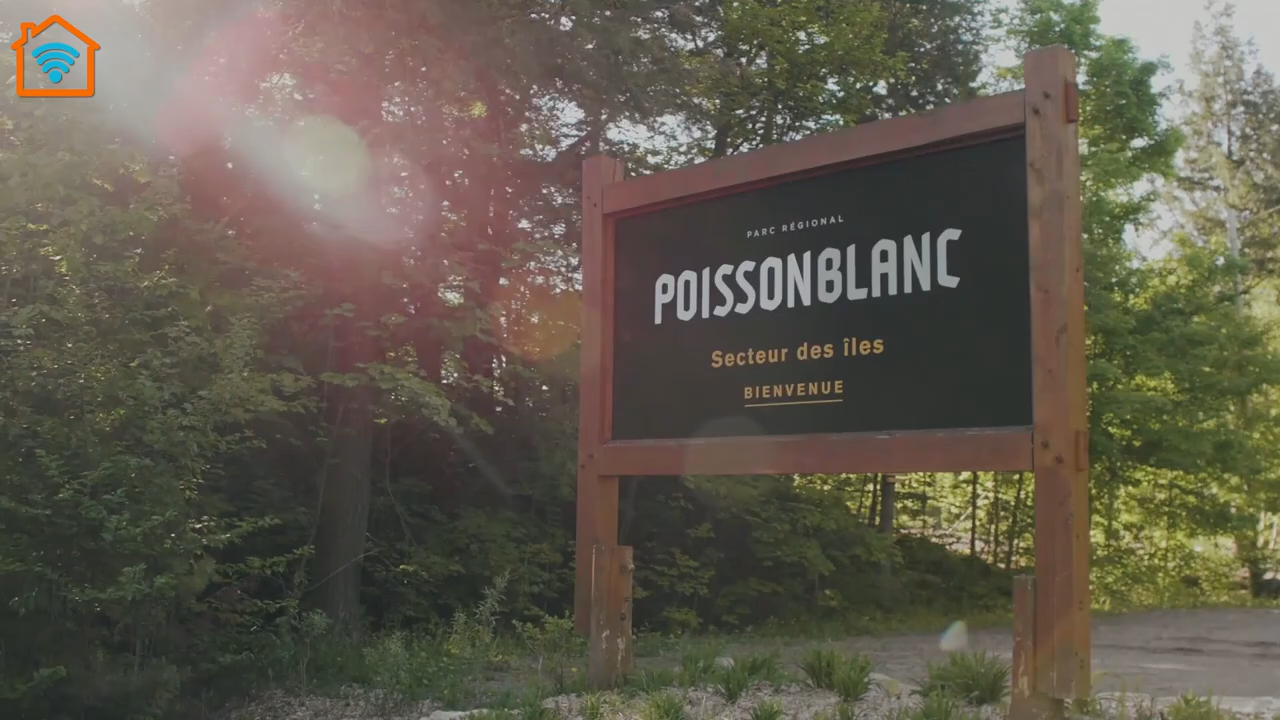 PARC RÉGIONAL
POISSONBLANC
Secteur des îles
BIENVENUE